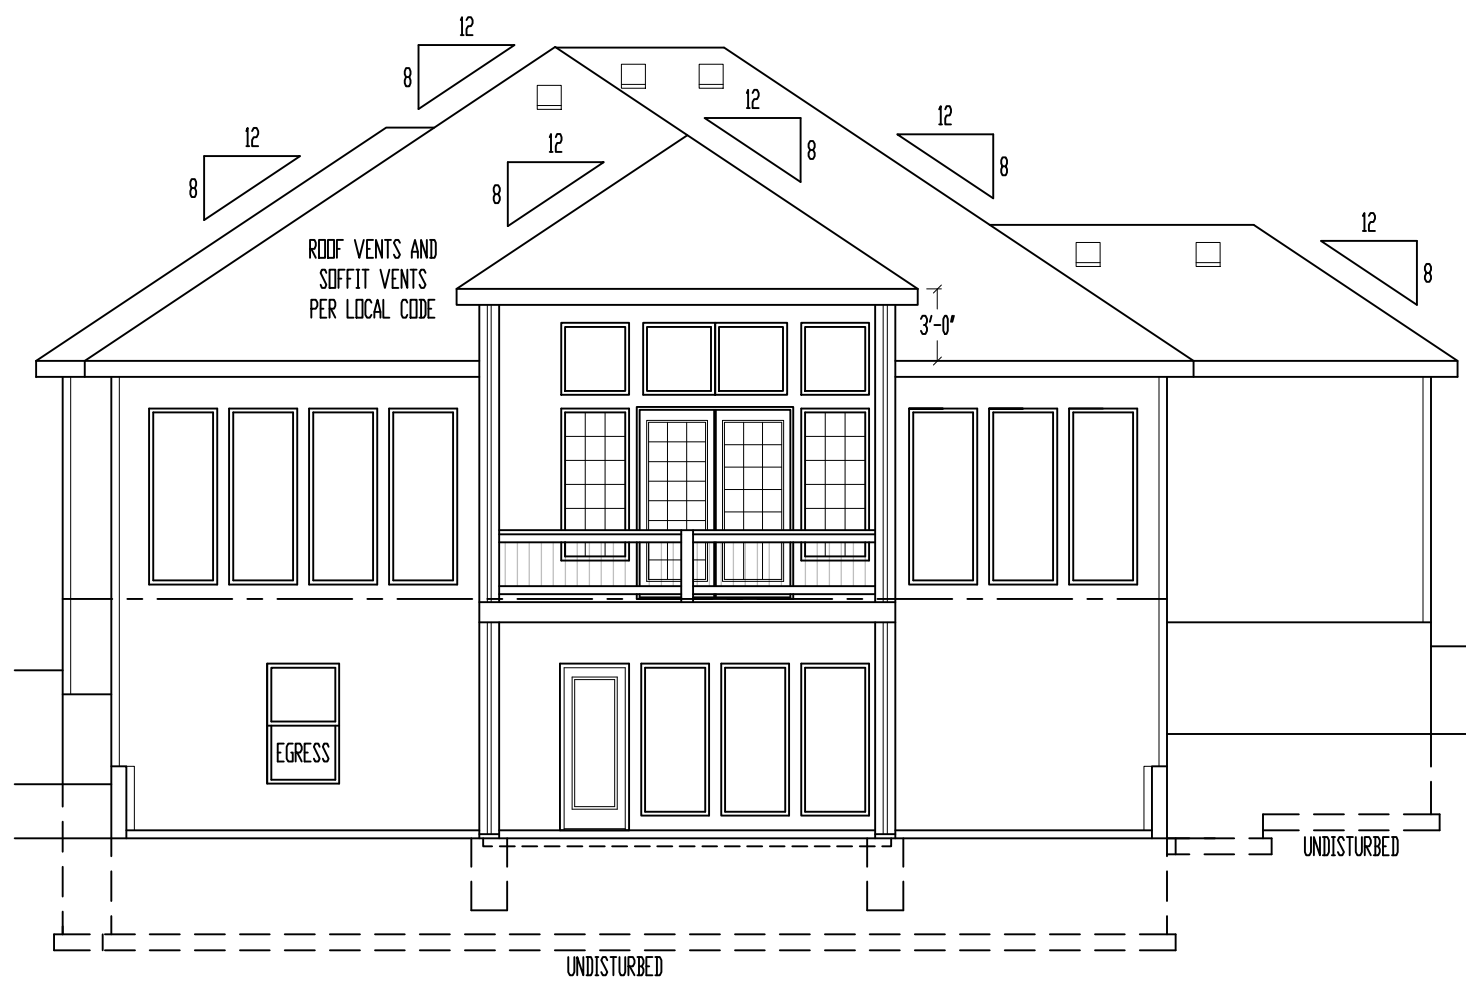 12
8
12
8
12
8
12
8
12
8
12
8
ROOF VENTS AND
SOFFIT VENTS
PER LOCAL CODE
3'-0"
EGRESS
UNDISTURBED
UNDISTURBED